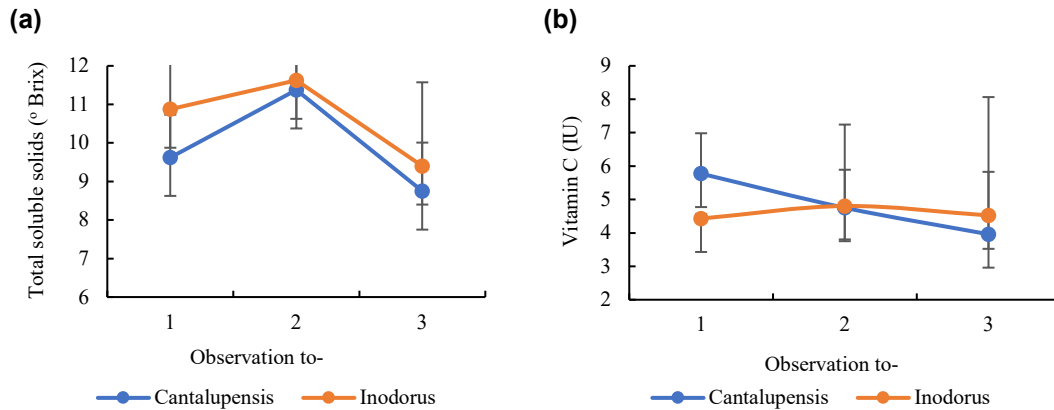 (a)
Total soluble solids (° Brix)
12
11
10
9
8
7
6
1 2 3
Observation to-
Cantalupensis Inodorus
(b)
Vitamin C (IU)
9
8
7
6
5
4
3
2
1 2 3
Observation to-
Cantalupensis Inodorus